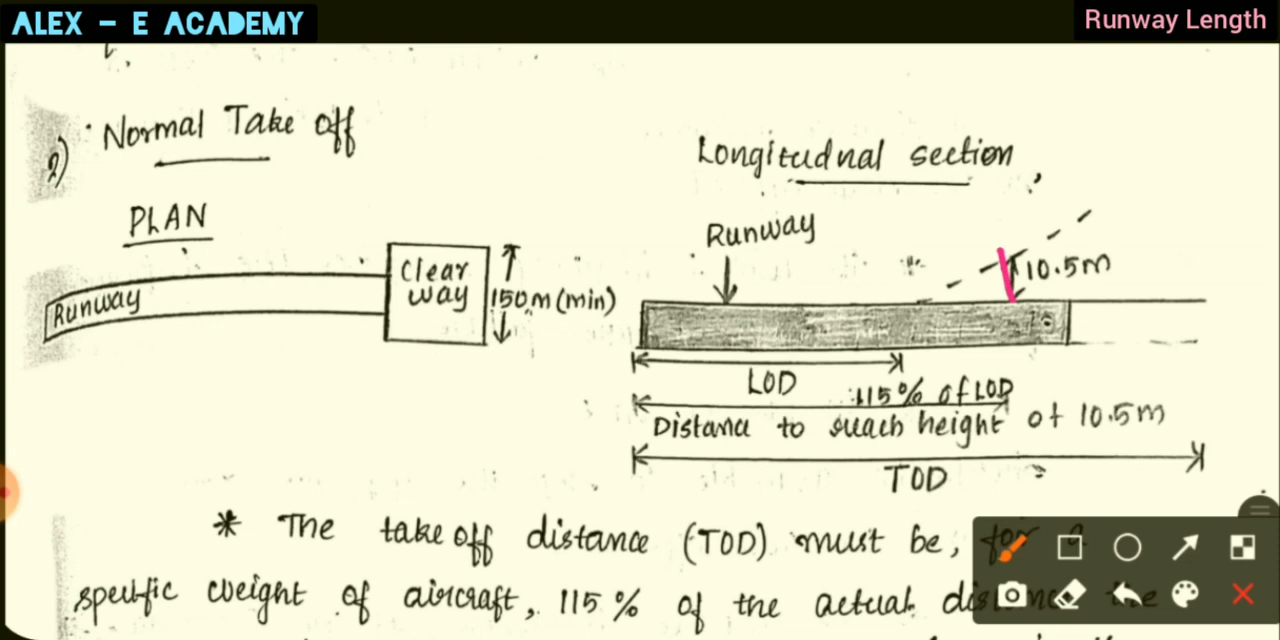 ALEX - E ACADEMY
Runway Length
2) Normal Take off
Longitudnal section
PLAN
Runway
Clear
way
150m (min)
Runway
10.5m
LOD
115% of LOD
Distance to reach height of 10.5m
TOD
* The take off distance (TOD) must be, for a
specific weight of aircraft, 115% of the actual distance the